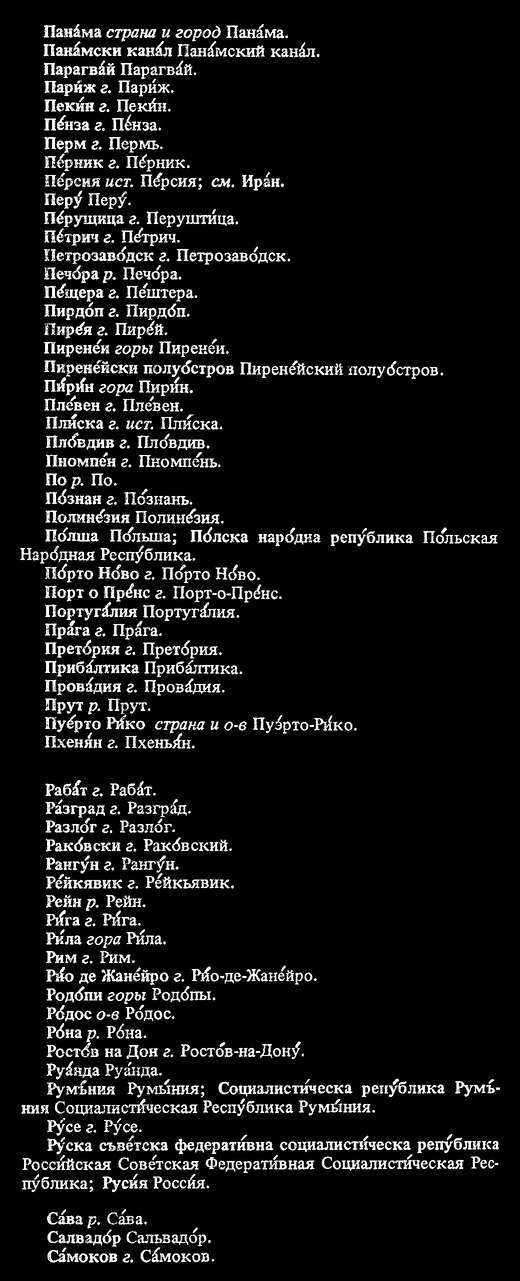 Пана́ма страна и город Пана́ма.
Пана́мски кана́л Пана́мский кана́л.
Парагва́й Парагва́й.
Пари́ж г. Пари́ж.
Пеки́н г. Пеки́н.
Пе́нза г. Пе́нза.
Перм г. Пермь.
Пе́рник г. Пе́рник.
Пе́рсия ист. Пе́рсия; см. Ира́н.
Перу́ Перу́.
Пе́рущица г. Перушти́ца.
Пе́трич г. Пе́трич.
Петрозаво́дск г. Петрозаво́дск.
Печо́ра р. Печо́ра.
Пе́щера г. Пе́штера.
Пирдо́п г. Пирдо́п.
Пире́я г. Пире́й.
Пирене́и горы Пирене́и.
Пирене́йски полуо́стров Пирене́йский полуо́стров.
Пи́ри́н гора Пири́н.
Пле́вен г. Пле́вен.
Пли́ска г. ист. Пли́ска.
Пло́вдив г. Пло́вдив.
Пномпе́н г. Пномпе́нь.
По р. По.
По́знан г. По́знань.
Полине́зия Полине́зия.
По́лша По́льша; По́лска наро́дна репу́блика По́льская
Наро́дная Респу́блика.
По́рто Но́во г. По́рто Но́во.
Порт о Пре́нс г. Порт-о-Пре́нс.
Португа́лия Португа́лия.
Пра́га г. Пра́га.
Прето́рия г. Прето́рия.
Приба́лтика Приба́лтика.
Прова́дия г. Прова́дия.
Прут р. Прут.
Пуе́рто Ри́ко страна и о-в Пуэ́рто-Ри́ко.
Пхеня́н г. Пхенья́н.
Раба́т г. Раба́т.
Ра́зград г. Разгра́д.
Разло́г г. Разло́г.
Рако́вски г. Рако́вский.
Рангу́н г. Рангу́н.
Ре́йкявик г. Ре́йкьявик.
Рейн р. Рейн.
Ри́га г. Ри́га.
Ри́ла гора Ри́ла.
Рим г. Рим.
Ри́о де Жане́йро г. Ри́о-де-Жане́йро.
Родо́пи горы Родо́пы.
Ро́дос о-в Ро́дос.
Ро́на р. Ро́на.
Росто́в на Дон г. Росто́в-на-Дону́.
Руа́нда Руа́нда.
Румъ́ния Румы́ния; Социалисти́ческа репу́блика Румъ́-
ния Социалисти́ческая Респу́блика Румы́ния.
Ру́се г. Ру́се.
Ру́ска съве́тска федерати́вна социалисти́ческа репу́блика
Росси́йская Сове́тская Федерати́вная Социалисти́ческая Рес-
пу́блика; Руси́я Росси́я.
Са́ва р. Са́ва.
Салвадо́р Сальвадо́р.
Са́моков г. Са́моков.